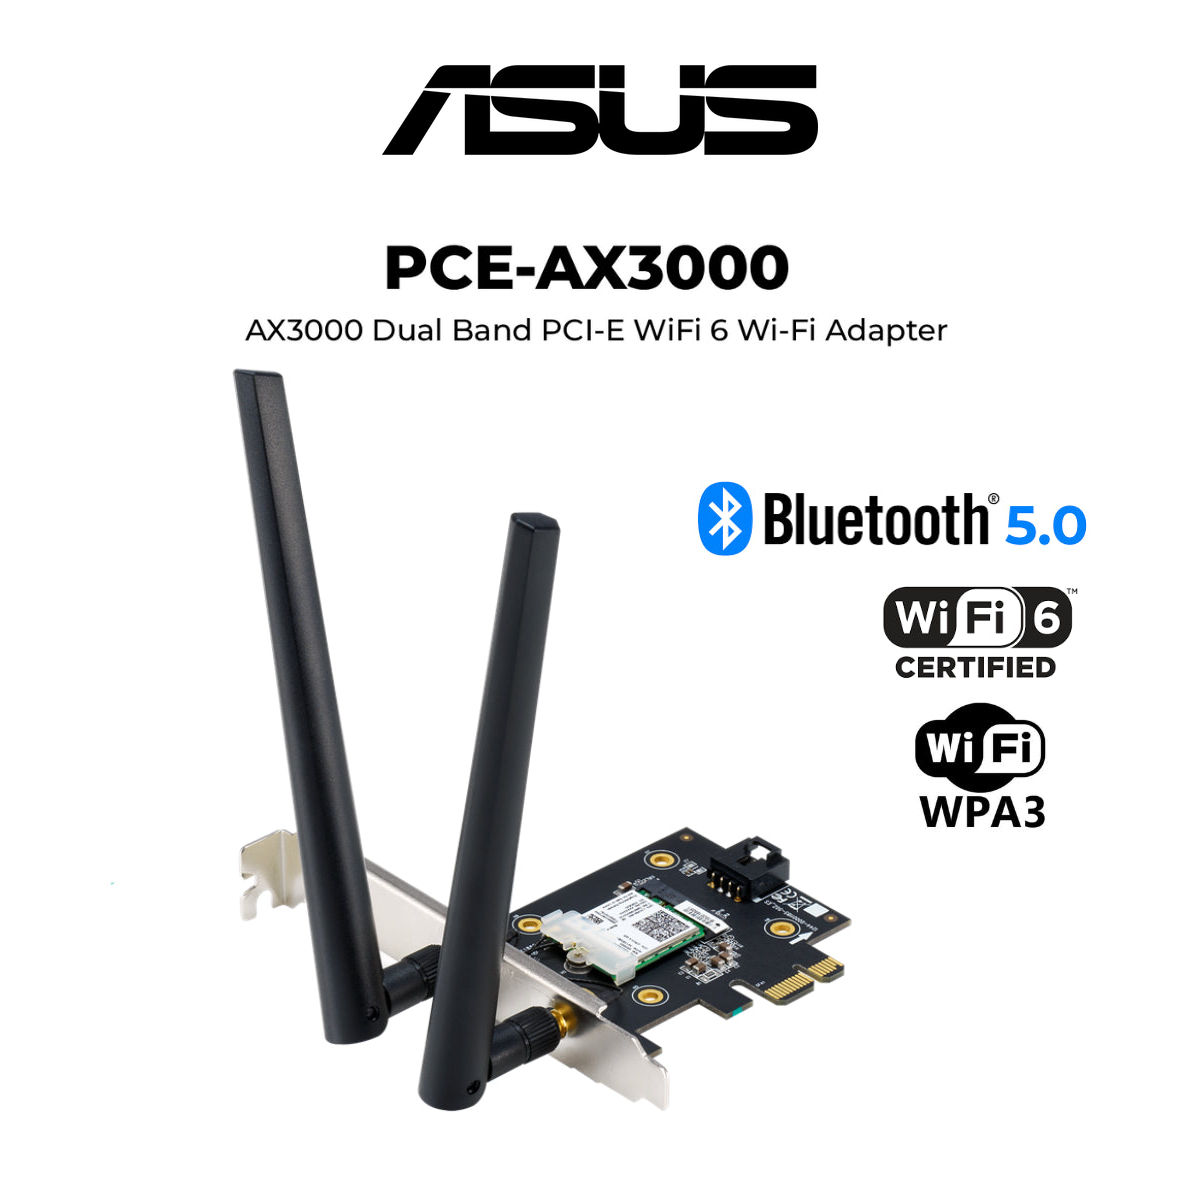 ASUS
PCE-AX3000
AX3000 Dual Band PCI-E WiFi 6 Wi-Fi Adapter
Bluetooth® 5.0
Wi Fi 6™
CERTIFIED
Wi Fi
WPA3